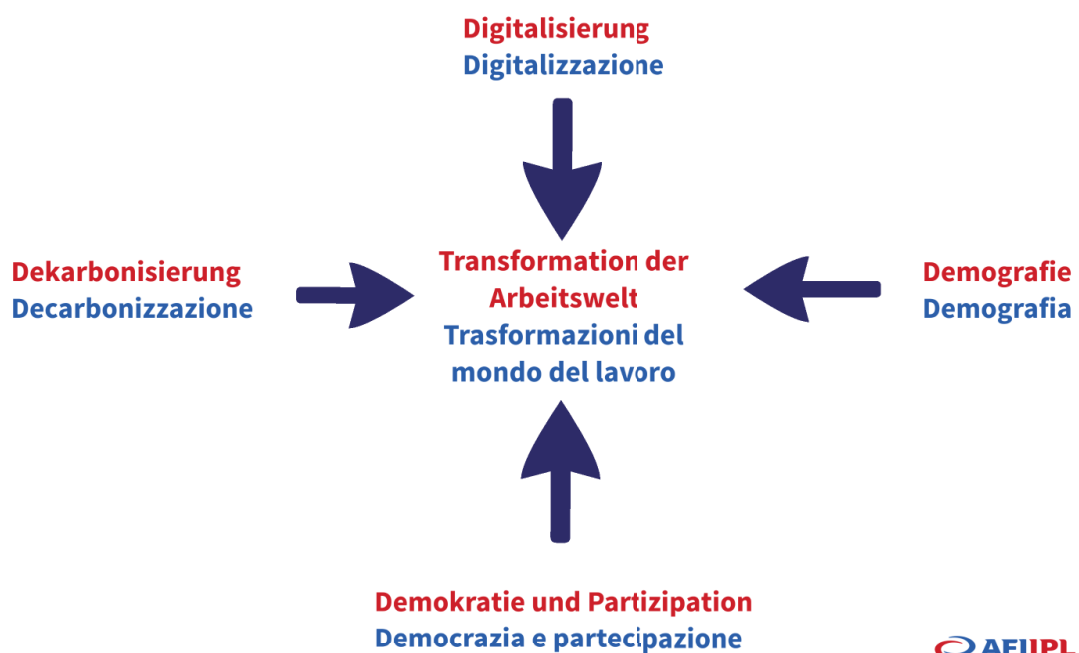 Digitalisierung
Digitalizzazione
Dekarbonisierung
Decarbonizzazione
Transformation der
Arbeitswelt
Trasformazioni del
mondo del lavoro
Demografie
Demografia
Demokratie und Partizipation
Democrazia e partecipazione
AFIIPL